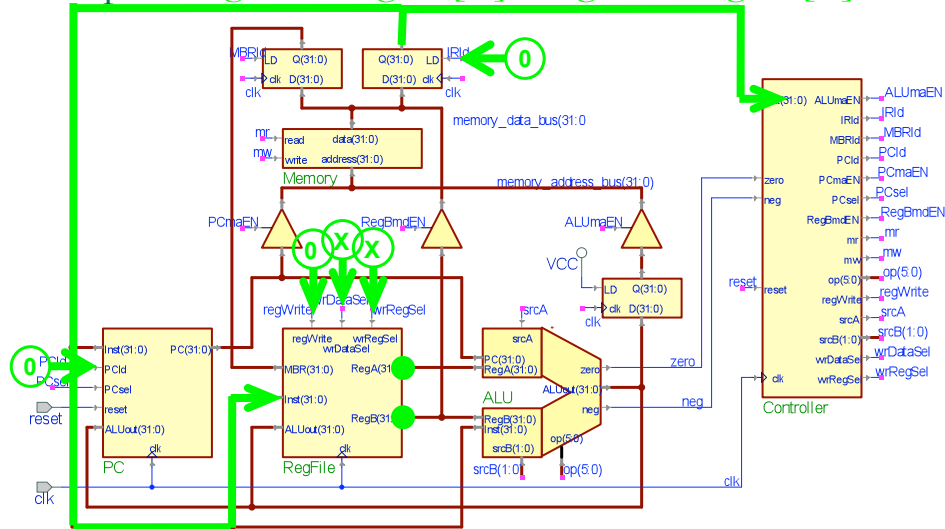 MBRld
LD
Q(31:0)
clk
D(31:0)
clk
Q(31:0)
LD
D(31:0)
clk
IRld
clk
0
memory_data_bus(31:0
mr
mw
read
write
data(31:0)
address(31:0)
Memory
memory_address_bus(31:0)
PCmaEN
RegBmdEN
ALUmaEN
0
X
X
VCC
LD
Q(31:0)
clk
D(31:0)
clk
regWrite
wrDataSel
wrRegSel
srcA
0
PCld
PCsel
reset
Inst(31:0)
PC(31:0)
PCld
PCsel
reset
ALUout(31:0)
clk
PC
regWrite
wrRegSel
wrDataSel
MBR(31:0)
RegA(31
Inst(31:0)
RegB(31
ALUout(31:0)
clk
RegFile
srcA
PC(31:0)
RegA(31:0)
zero
ALU
ALUout(31:0)
RegB(31:0)
Inst(31:0)
neg
srcB(1:0)
op(5:0)
srcB(1:0)
op(5:0)
zero
neg
clk
clk
(31:0)
ALUmaEN
IRld
MBRld
PCld
zero
PCmaEN
neg
PCsel
RegBmdEN
mr
mw
op(5:0)
reset
reset
regWrite
srcA
srcB(1:0)
wrDataSel
clk
wrRegSel
Controller
ALUmaEN
IRld
MBRld
PCld
PCmaEN
PCsel
RegBmdEN
mr
mw
op(5:0)
regWrite
srcA
srcB(1:0)
wrDataSel
wrRegSel